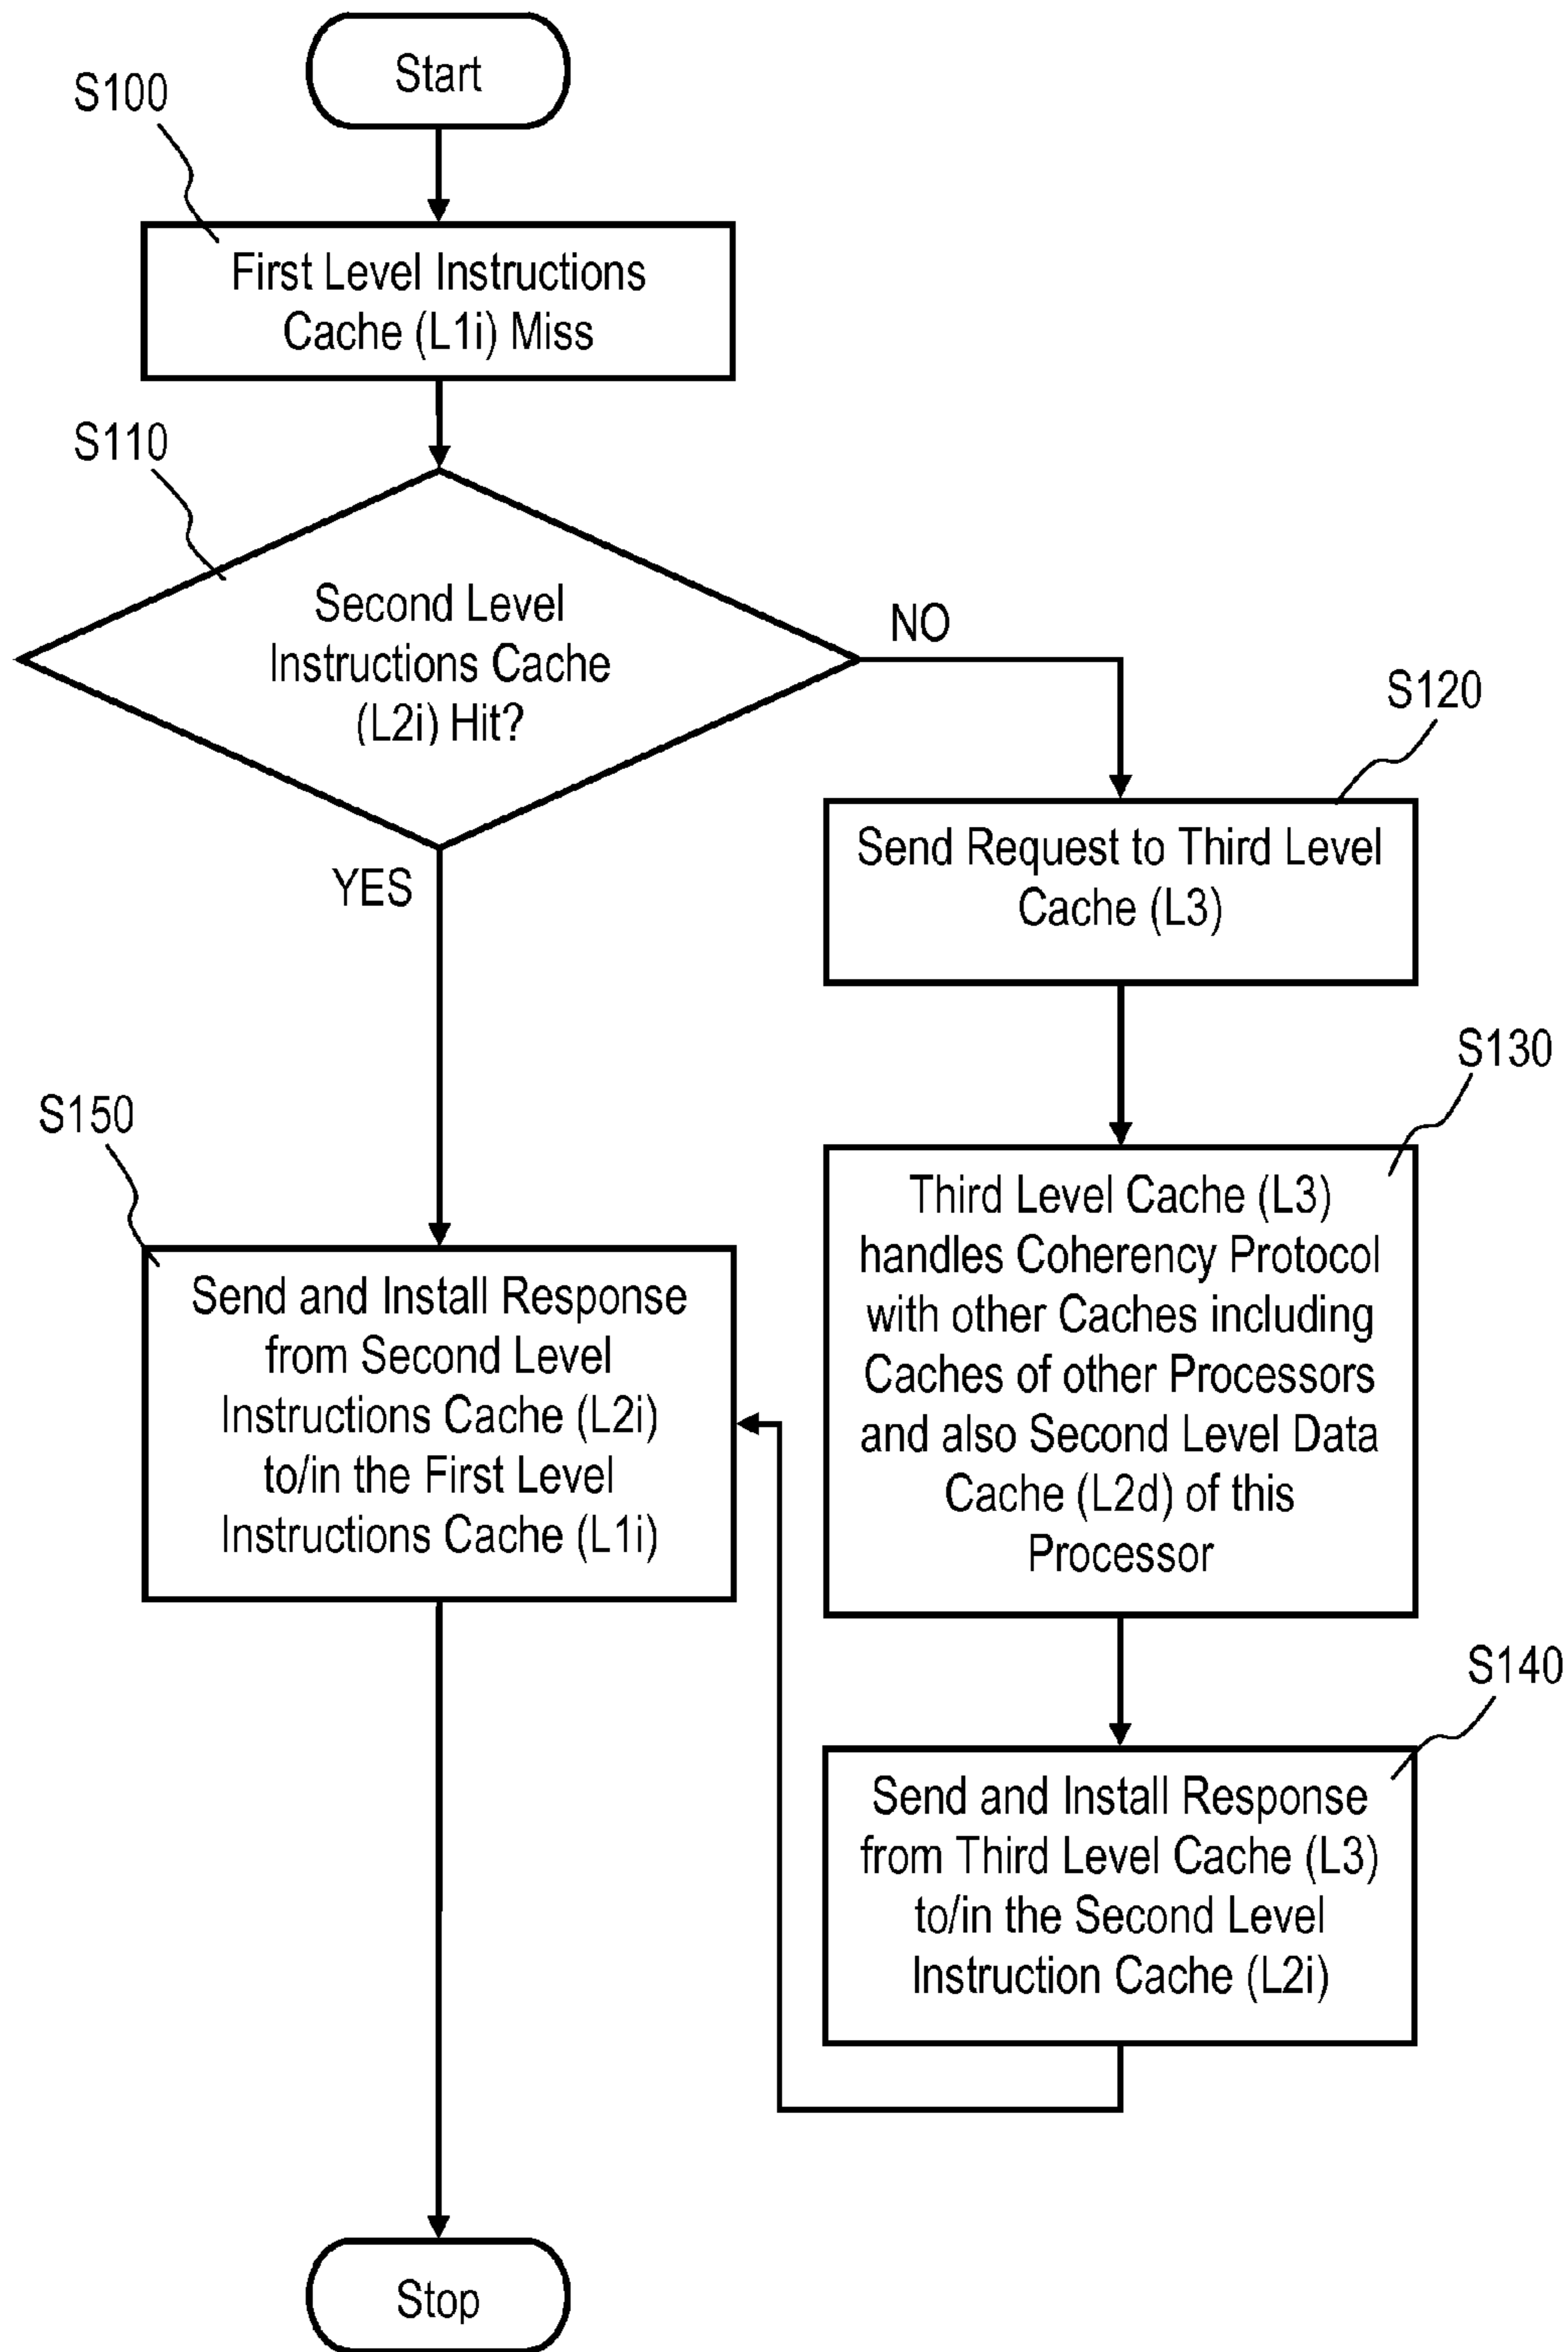 Start
S100
First Level Instructions
Cache (L1i) Miss
S110
Second Level
Instructions Cache
(L2i) Hit?
NO
YES
S120
Send Request to Third Level
Cache (L3)
S130
Third Level Cache (L3)
handles Coherency Protocol
with other Caches including
Caches of other Processors
and also Second Level Data
Cache (L2d) of this
Processor
S150
Send and Install Response
from Second Level
Instructions Cache (L2i)
to/in the First Level
Instructions Cache (L1i)
S140
Send and Install Response
from Third Level Cache (L3)
to/in the Second Level
Instruction Cache (L2i)
Stop